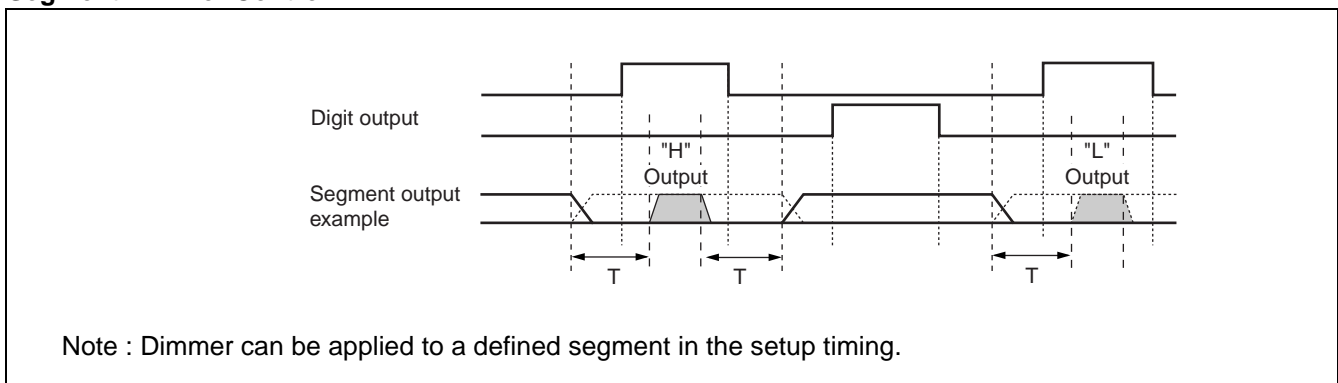 Digit output
"H"
Output
"L"
Output
Segment output
example
T
T
T
Note : Dimmer can be applied to a defined segment in the setup timing.